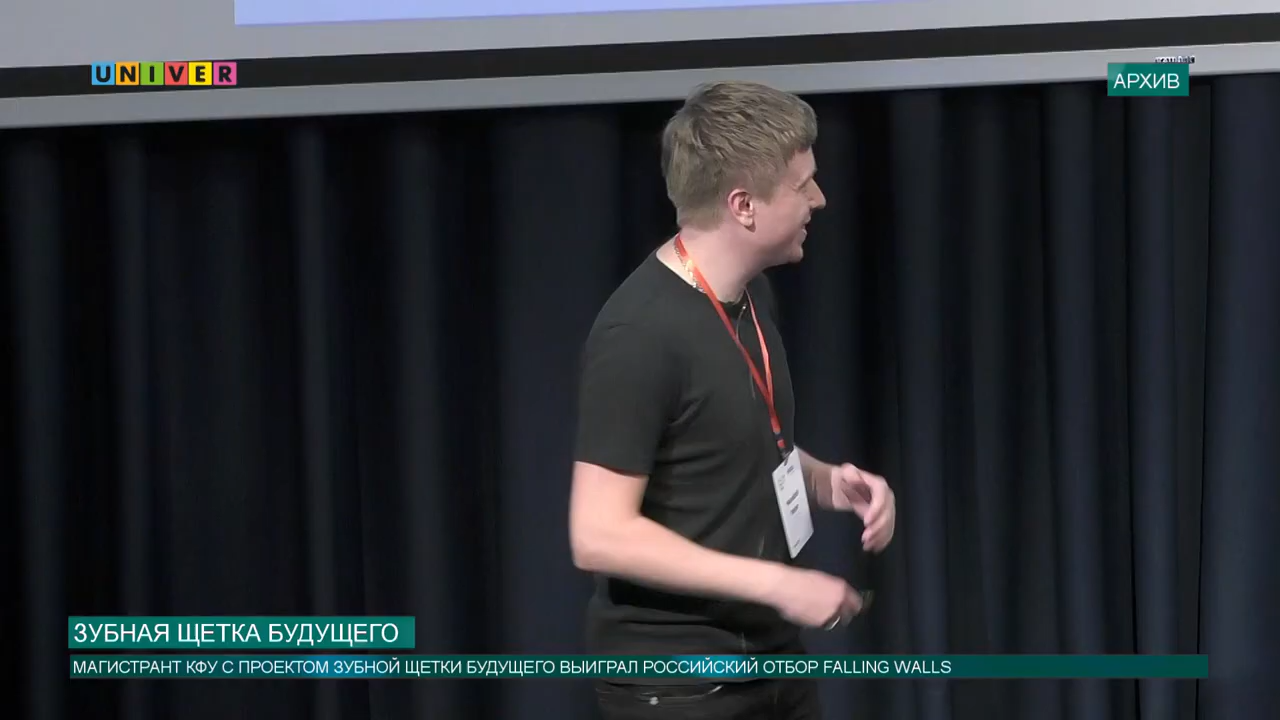 UNIVER
АРХИВ
ЗУБНАЯ ЩЕТКА БУДУЩЕГО
МАГИСТРАНТ КФУ С ПРОЕКТОМ ЗУБНОЙ ЩЕТКИ БУДУЩЕГО ВЫИГРАЛ РОССИЙСКИЙ ОТБОР FALLING WALLS